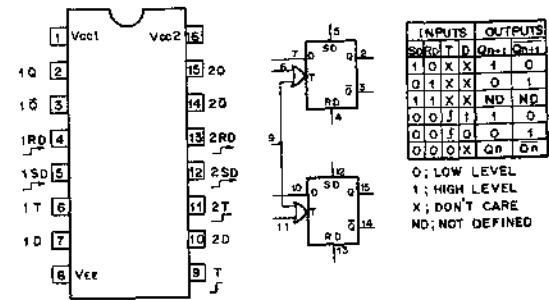 1 Vcc1 Vcc2 16
1Q 2 15 2Q
1Q̅ 3 14 2Q̅
1RD 4 13 2RD
1SD 5 12 2SD
1T 6 11 2T
1D 7 10 2D
8 VEE 9 T
5
7 D SD Q 2
6 T Q̅ 3
RD
4
9
12
10 D SD Q 15
11 T Q̅ 14
RD
13
INPUTS OUTPUTS
SD RD T D Qn+1 Q̅n+1
1 0 X X 1 0
0 1 X X 0 1
1 1 X X ND ND
0 0 ʃ 1 1 0
0 0 ʃ 0 0 1
0 0 0 X Qn Q̅n
0; LOW LEVEL
1; HIGH LEVEL
X; DON'T CARE
ND; NOT DEFINED